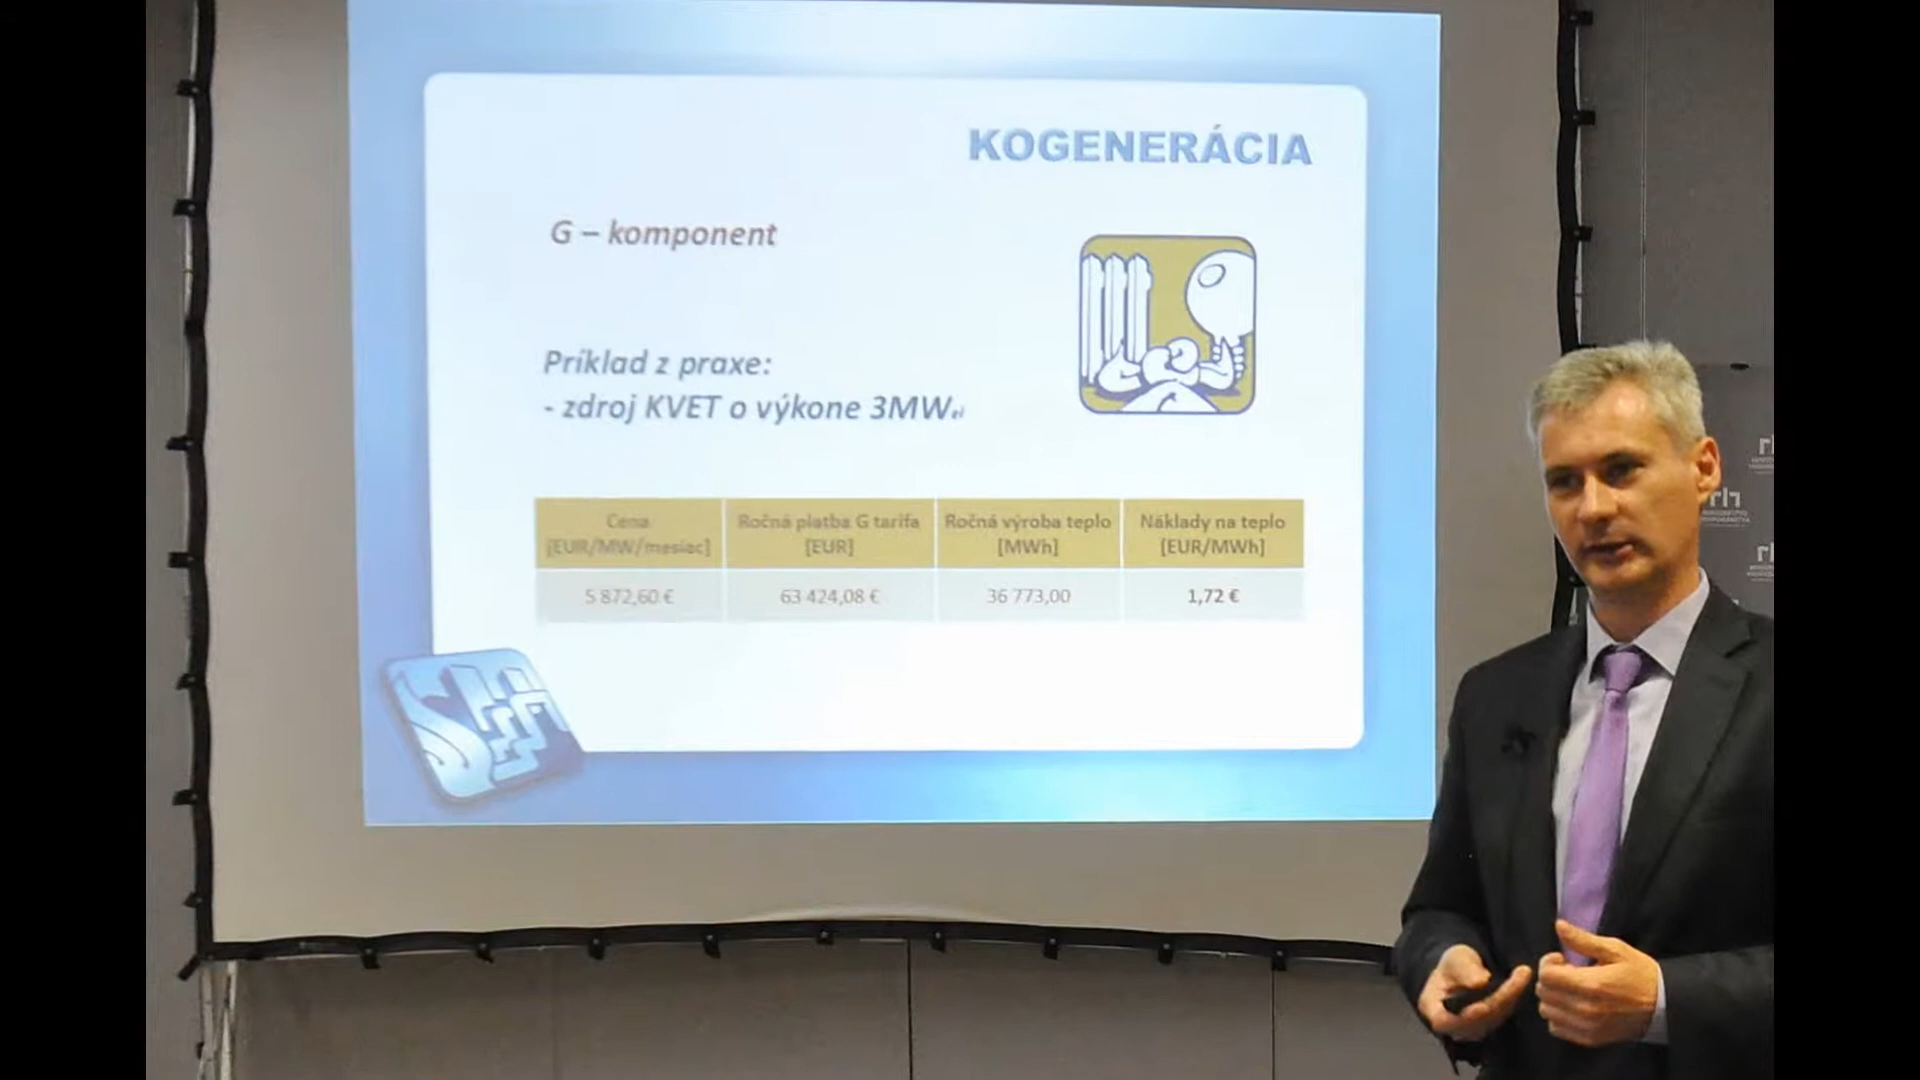 KOGENERÁCIA
G – komponent
Príklad z praxe:
- zdroj KVET o výkone 3MWel
Cena [EUR/MW/mesiac]
Ročná platba G tarifa [EUR]
Ročná výroba teplo [MWh]
Náklady na teplo [EUR/MWh]
5 872,60 €
63 424,08 €
36 773,00
1,72 €